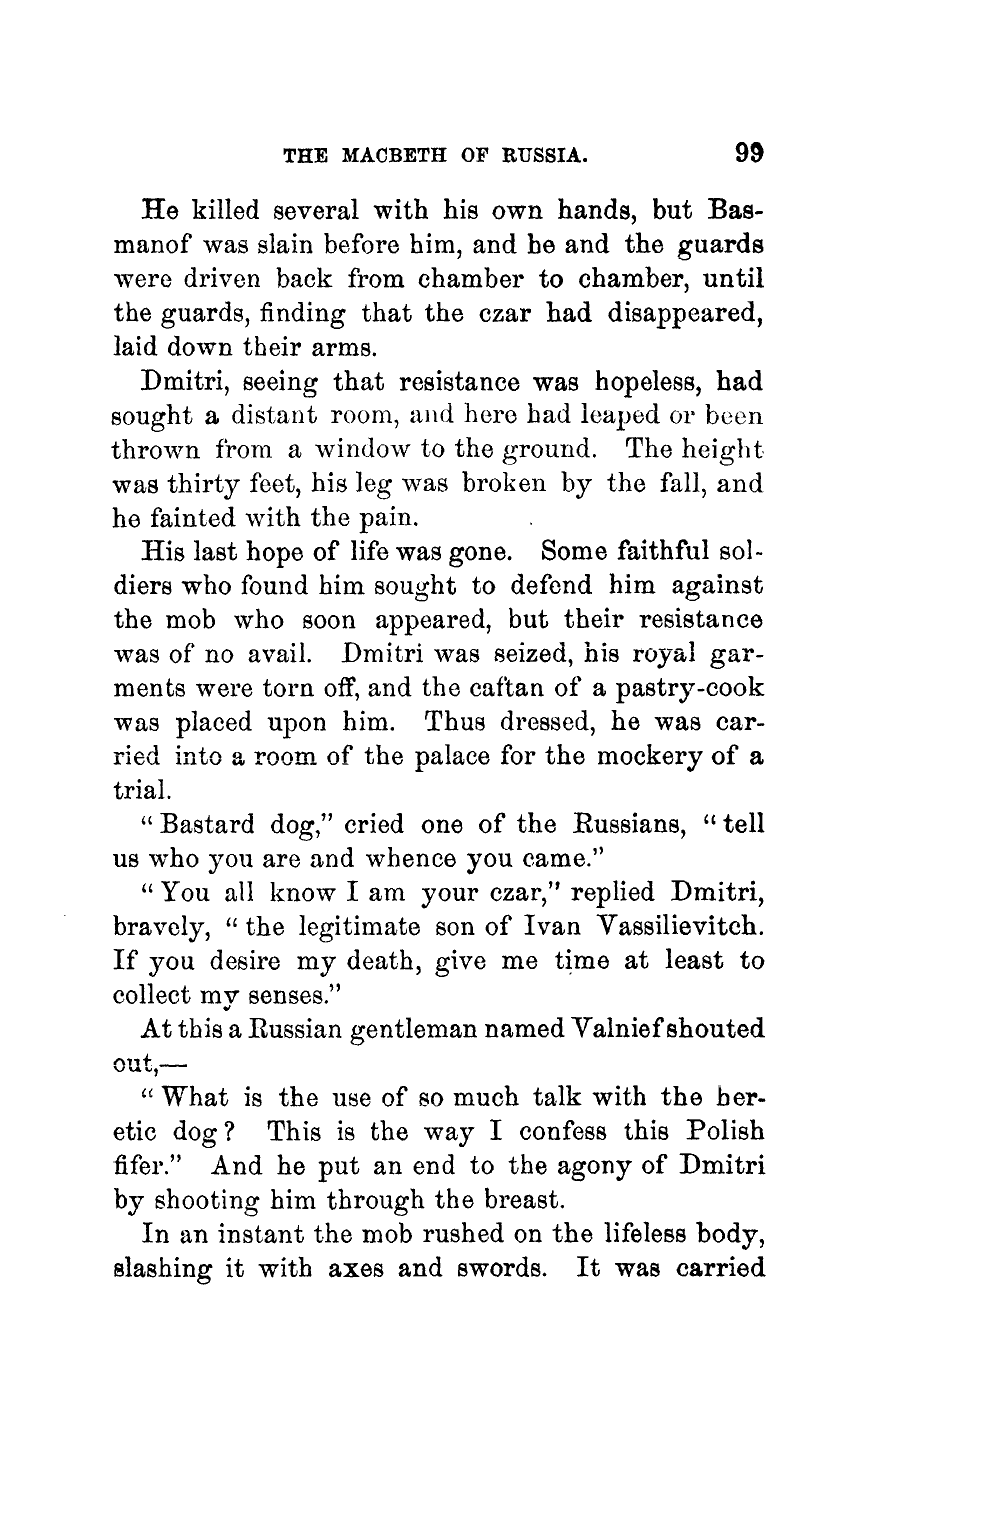 THE MACBETH OF RUSSIA. 99
He killed several with his own hands, but Bas-
manof was slain before him, and he and the guards
were driven back from chamber to chamber, until
the guards, finding that the czar had disappeared,
laid down their arms.
Dmitri, seeing that resistance was hopeless, had
sought a distant room, and here had leaped or been
thrown from a window to the ground. The height
was thirty feet, his leg was broken by the fall, and
he fainted with the pain.
His last hope of life was gone. Some faithful sol-
diers who found him sought to defend him against
the mob who soon appeared, but their resistance
was of no avail. Dmitri was seized, his royal gar-
ments were torn off, and the caftan of a pastry-cook
was placed upon him. Thus dressed, he was car-
ried into a room of the palace for the mockery of a
trial.
“Bastard dog,” cried one of the Russians, “tell
us who you are and whence you came.”
“You all know I am your czar,” replied Dmitri,
bravely, “the legitimate son of Ivan Vassilievitch.
If you desire my death, give me time at least to
collect my senses.”
At this a Russian gentleman named Valnief shouted
out,—
“What is the use of so much talk with the her-
etic dog? This is the way I confess this Polish
fifer.” And he put an end to the agony of Dmitri
by shooting him through the breast.
In an instant the mob rushed on the lifeless body,
slashing it with axes and swords. It was carried